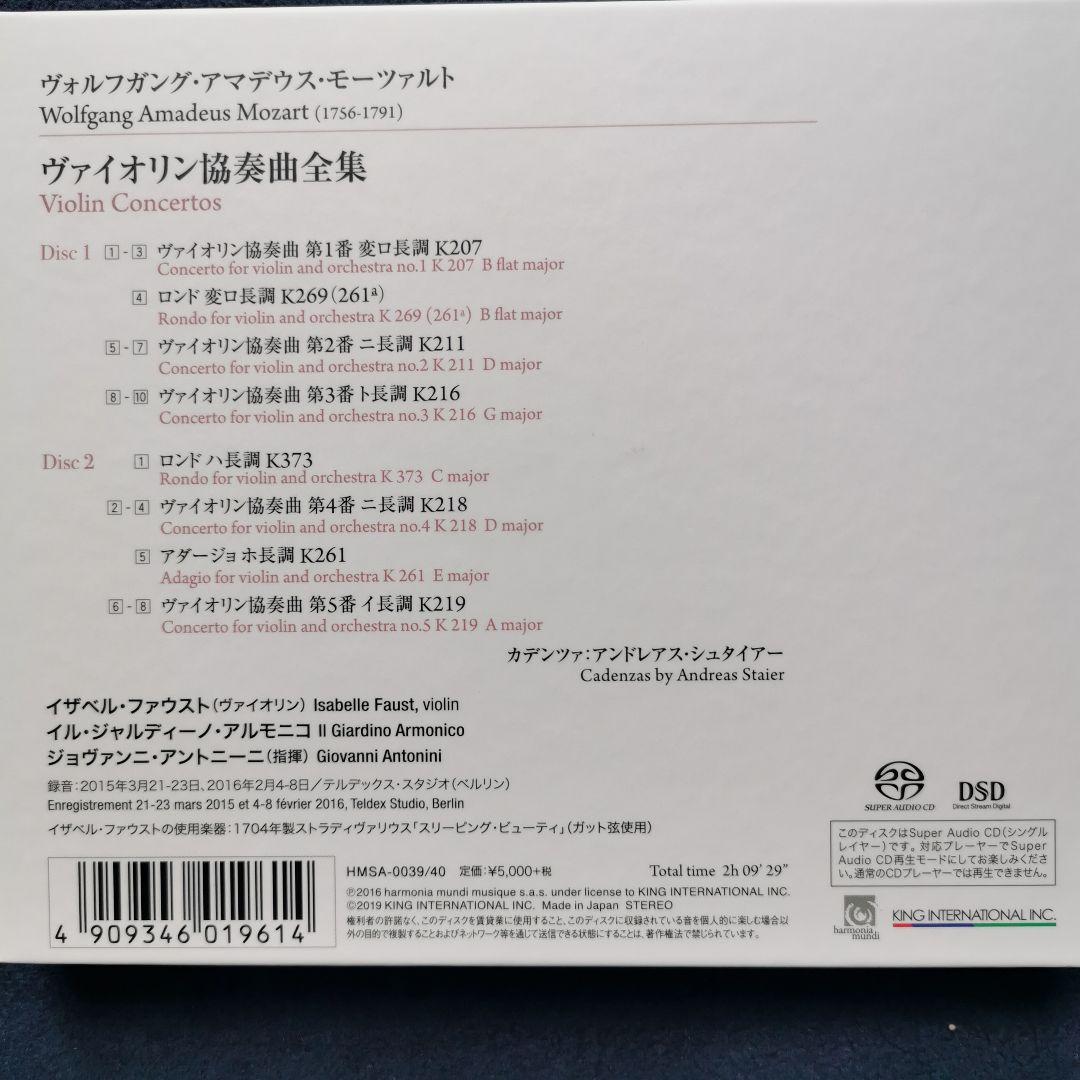 ヴォルフガング・アマデウス・モーツァルト
Wolfgang Amadeus Mozart (1756-1791)
ヴァイオリン協奏曲全集
Violin Concertos
Disc 1 1 - 3 ヴァイオリン協奏曲 第1番 変ロ長調 K207
Concerto for violin and orchestra no.1 K 207 B flat major
4 ロンド 変ロ長調 K269(261ª)
Rondo for violin and orchestra K 269 (261ª) B flat major
5 - 7 ヴァイオリン協奏曲 第2番 ニ長調 K211
Concerto for violin and orchestra no.2 K 211 D major
8 - 10 ヴァイオリン協奏曲 第3番 ト長調 K216
Concerto for violin and orchestra no.3 K 216 G major
Disc 2 1 ロンド ハ長調 K373
Rondo for violin and orchestra K 373 C major
2 - 4 ヴァイオリン協奏曲 第4番 ニ長調 K218
Concerto for violin and orchestra no.4 K 218 D major
5 アダージョ ホ長調 K261
Adagio for violin and orchestra K 261 E major
6 - 8 ヴァイオリン協奏曲 第5番 イ長調 K219
Concerto for violin and orchestra no.5 K 219 A major
カデンツァ:アンドレアス・シュタイアー
Cadenzas by Andreas Staier
イザベル・ファウスト(ヴァイオリン) Isabelle Faust, violin
イル・ジャルディーノ・アルモニコ Il Giardino Armonico
ジョヴァンニ・アントニーニ(指揮) Giovanni Antonini
録音:2015年3月21-23日、2016年2月4-8日/テルデックス・スタジオ(ベルリン)
Enregistrement 21-23 mars 2015 et 4-8 février 2016, Teldex Studio, Berlin
イザベル・ファウストの使用楽器:1704年製ストラディヴァリウス「スリーピング・ビューティ」(ガット弦使用)
SUPER AUDIO CD
DSD
Direct Stream Digital
このディスクはSuper Audio CD(シングル
レイヤー)です。対応プレーヤーでSuper
Audio CD再生モードにしてお楽しみくださ
い。通常のCDプレーヤーでは再生できません。
4 909346 019614
HMSA-0039/40 定価:¥5,000+税 Total time 2h 09' 29”
℗2016 harmonia mundi musique s.a.s. under license to KING INTERNATIONAL INC.
©2019 KING INTERNATIONAL INC. Made in Japan STEREO
権利者の許諾なく、このディスクを賃貸業に使用すること、このディスクに収録されている音を個人的に楽しむ場合以
外の目的で複製することおよびネットワーク等を通じて送信できる状態にすることは、著作権法で禁じられています。
harmonia
mundi
KING INTERNATIONAL INC.